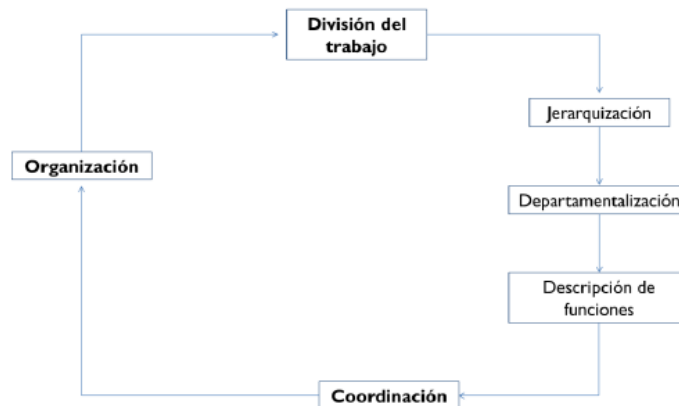 División del
trabajo
Jerarquización
Organización
Departamentalización
Descripción de
funciones
Coordinación